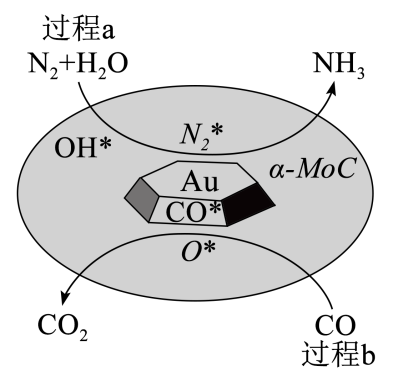 过程a
N₂+H₂O
NH₃
OH*
N₂*
α-MoC
Au
CO*
O*
CO₂
CO
过程b